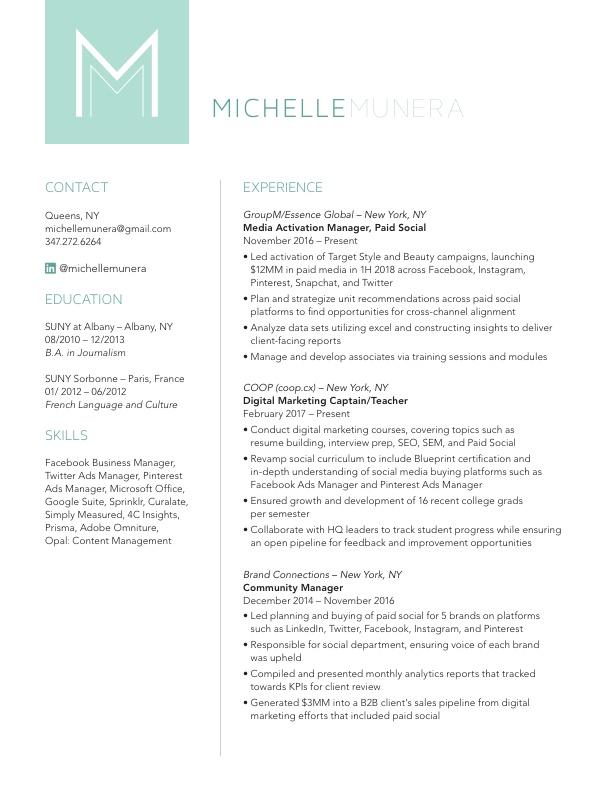 M
MICHELLEMUNERA
CONTACT
Queens, NY
michellemunera@gmail.com
347.272.6264
in @michellemunera
EDUCATION
SUNY at Albany – Albany, NY
08/2010 – 12/2013
B.A. in Journalism
SUNY Sorbonne – Paris, France
01/ 2012 – 06/2012
French Language and Culture
SKILLS
Facebook Business Manager,
Twitter Ads Manager, Pinterest
Ads Manager, Microsoft Office,
Google Suite, Sprinklr, Curalate,
Simply Measured, 4C Insights,
Prisma, Adobe Omniture,
Opal: Content Management
EXPERIENCE
GroupM/Essence Global – New York, NY
Media Activation Manager, Paid Social
November 2016 – Present
• Led activation of Target Style and Beauty campaigns, launching
$12MM in paid media in 1H 2018 across Facebook, Instagram,
Pinterest, Snapchat, and Twitter
• Plan and strategize unit recommendations across paid social
platforms to find opportunities for cross-channel alignment
• Analyze data sets utilizing excel and constructing insights to deliver
client-facing reports
• Manage and develop associates via training sessions and modules
COOP (coop.cx) – New York, NY
Digital Marketing Captain/Teacher
February 2017 – Present
• Conduct digital marketing courses, covering topics such as
resume building, interview prep, SEO, SEM, and Paid Social
• Revamp social curriculum to include Blueprint certification and
in-depth understanding of social media buying platforms such as
Facebook Ads Manager and Pinterest Ads Manager
• Ensured growth and development of 16 recent college grads
per semester
• Collaborate with HQ leaders to track student progress while ensuring
an open pipeline for feedback and improvement opportunities
Brand Connections – New York, NY
Community Manager
December 2014 – November 2016
• Led planning and buying of paid social for 5 brands on platforms
such as LinkedIn, Twitter, Facebook, Instagram, and Pinterest
• Responsible for social department, ensuring voice of each brand
was upheld
• Compiled and presented monthly analytics reports that tracked
towards KPIs for client review
• Generated $3MM into a B2B client's sales pipeline from digital
marketing efforts that included paid social